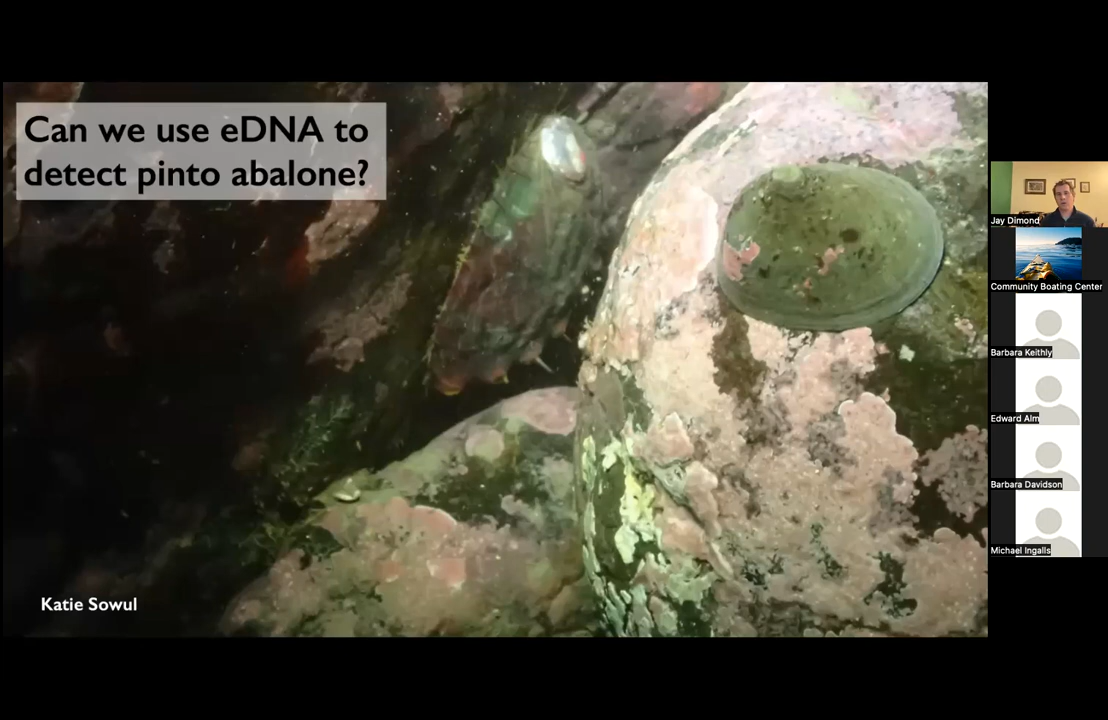 Can we use eDNA to
detect pinto abalone?
Katie Sowul
Jay Dimond
Community Boating Center
Barbara Keithly
Edward Alm
Barbara Davidson
Michael Ingalls